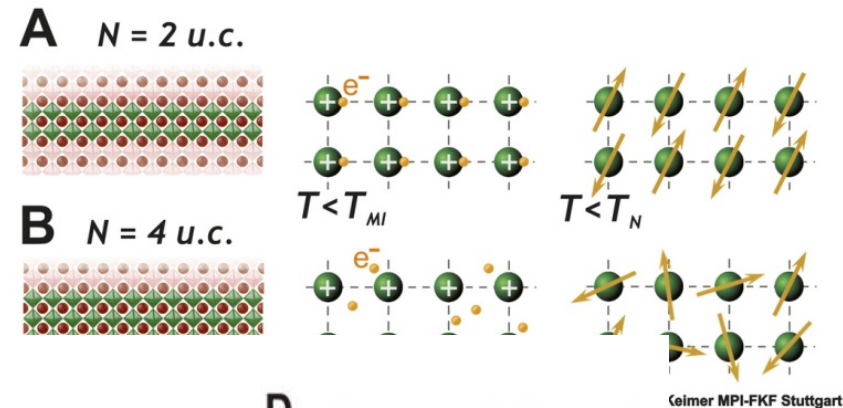 A N = 2 u.c.
e⁻
+ + + +
+ + + +
T<T_MI
T<T_N
B N = 4 u.c.
e⁻
+ + + +
D
Keimer MPI-FKF Stuttgart